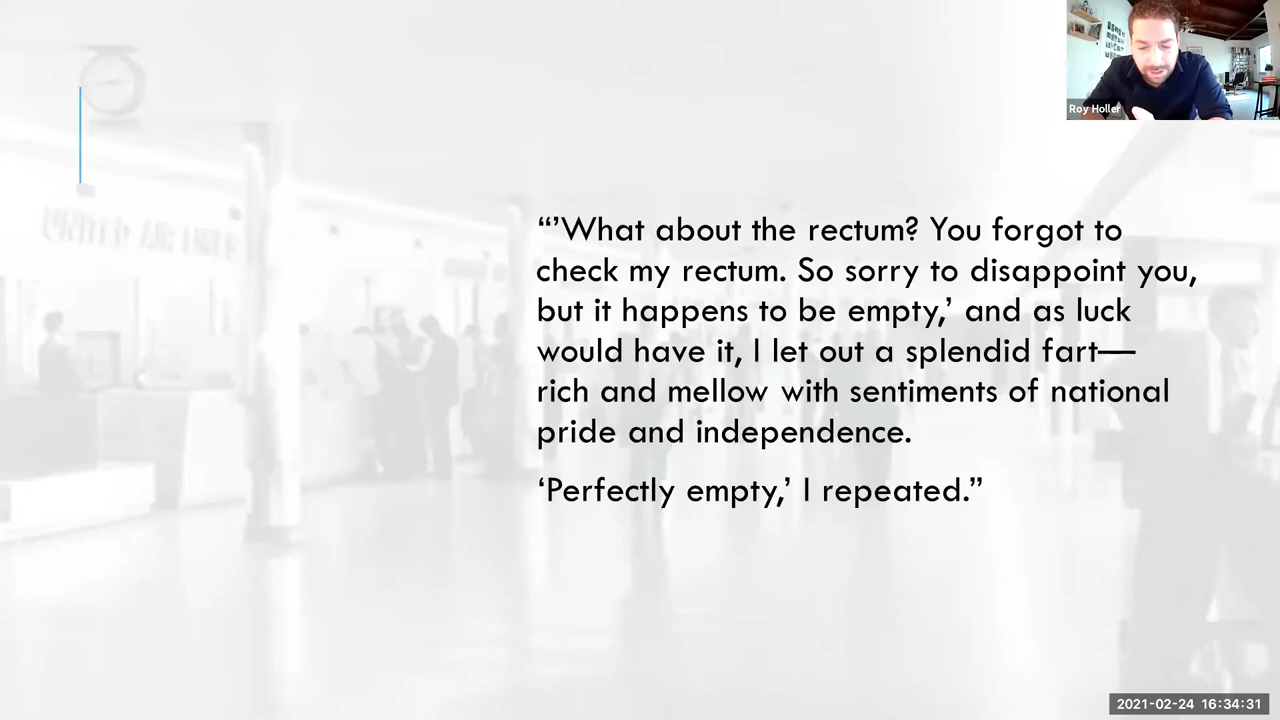 Roy Holler
“’What about the rectum? You forgot to
check my rectum. So sorry to disappoint you,
but it happens to be empty,’ and as luck
would have it, I let out a splendid fart—
rich and mellow with sentiments of national
pride and independence.
‘Perfectly empty,’ I repeated.”
2021-02-24 16:34:31